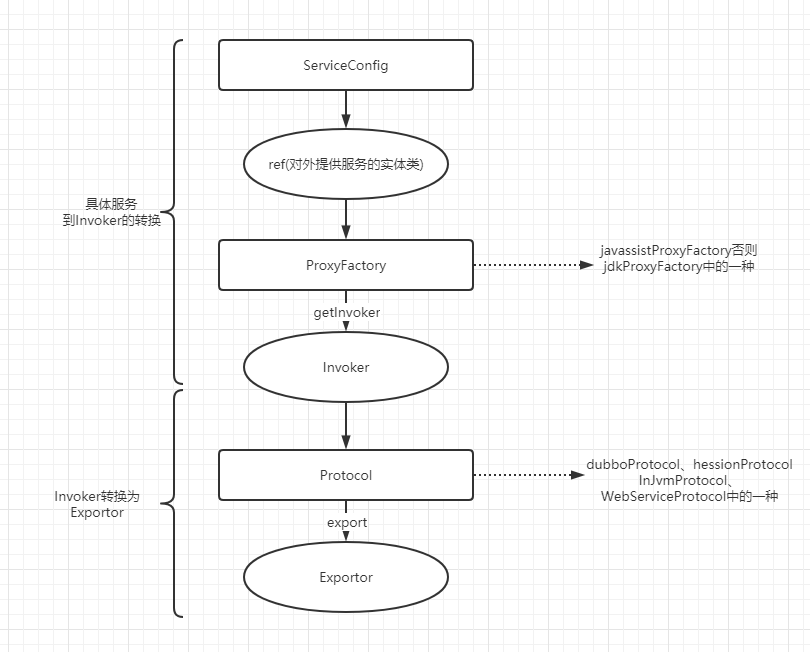 ServiceConfig
ref(对外提供服务的实体类)
具体服务
到Invoker的转换
ProxyFactory
javassistProxyFactory否则
jdkProxyFactory中的一种
getInvoker
Invoker
Protocol
dubboProtocol、hessionProtocol
InJvmProtocol、
WebServiceProtocol中的一种
Invoker转换为
Exportor
export
Exportor